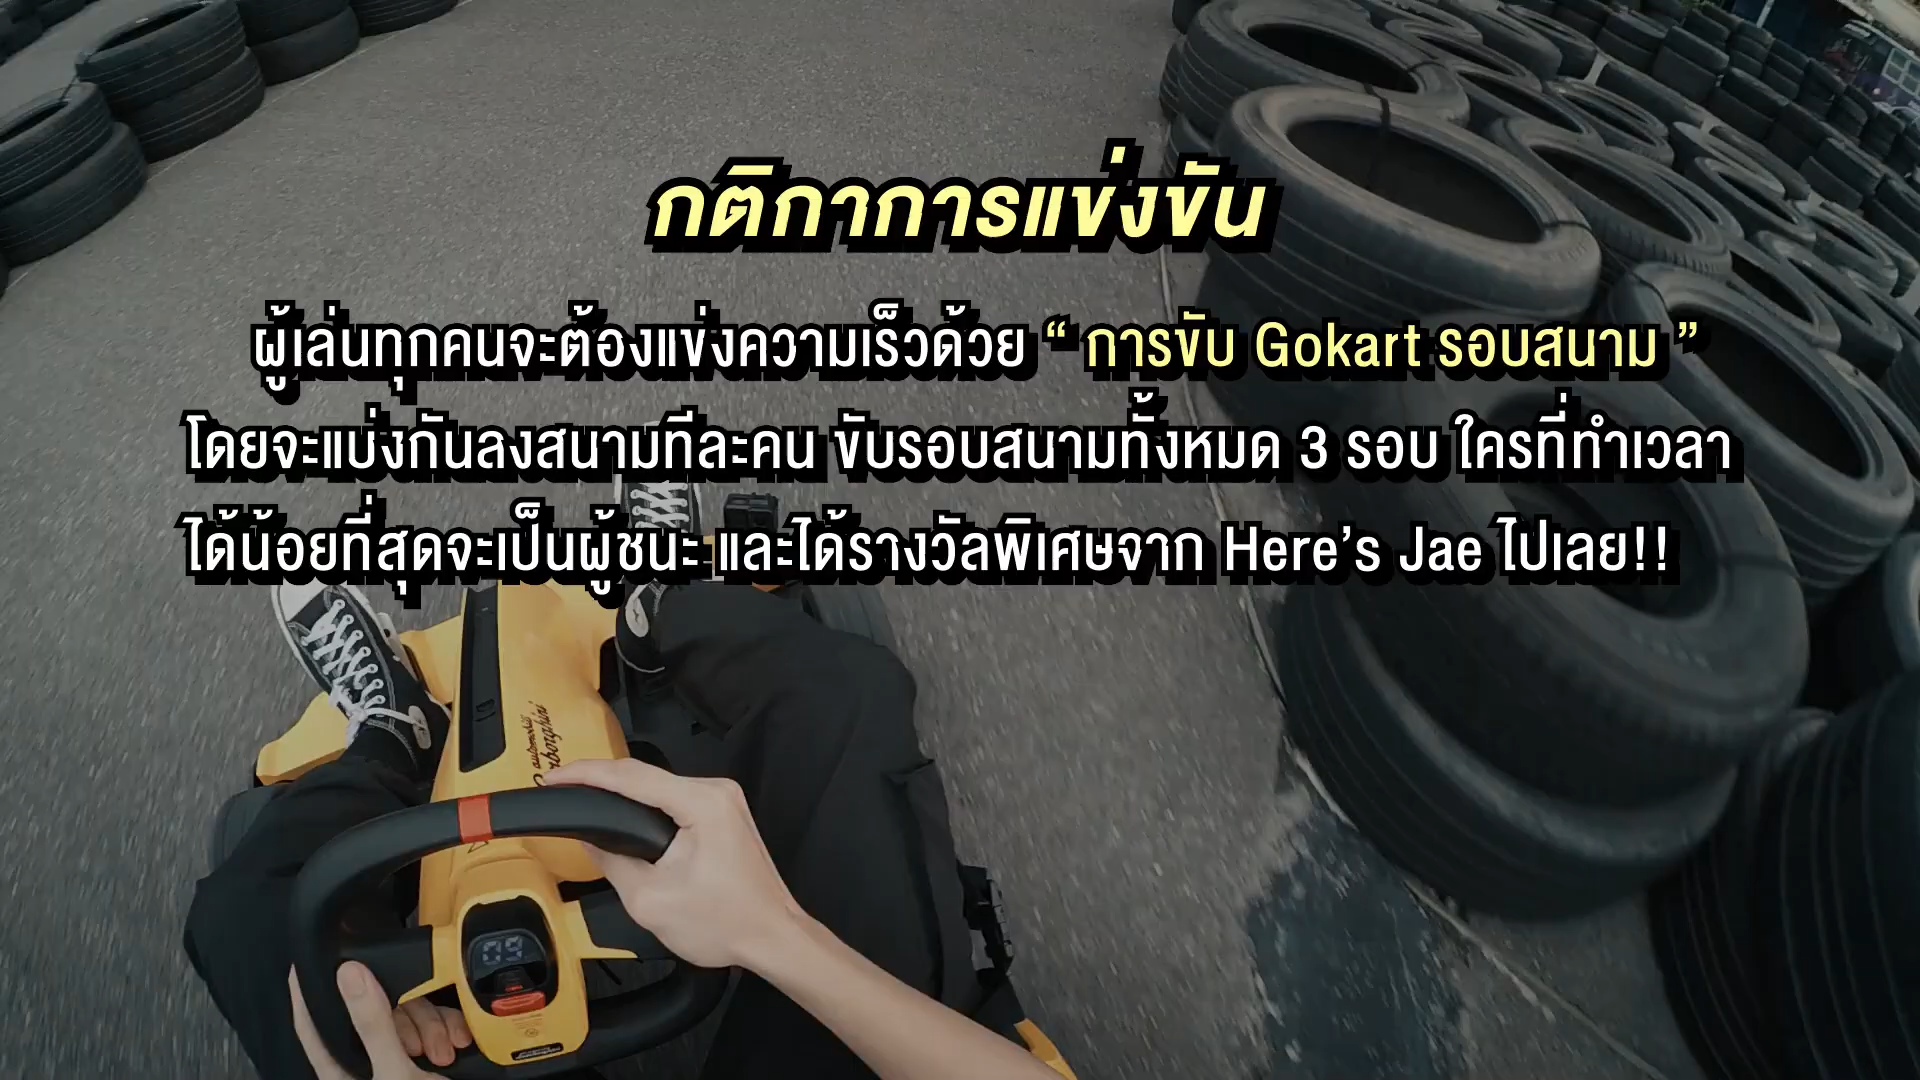 กติกาการแข่งขัน
ผู้เล่นทุกคนจะต้องแข่งความเร็วด้วย “ การขับ Gokart รอบสนาม ”
โดยจะแบ่งกันลงสนามทีละคน ขับรอบสนามทั้งหมด 3 รอบ ใครที่ทำเวลา
ได้น้อยที่สุดจะเป็นผู้ชนะ และได้รางวัลพิเศษจาก Here’s Jae ไปเลย!!
automobili
09